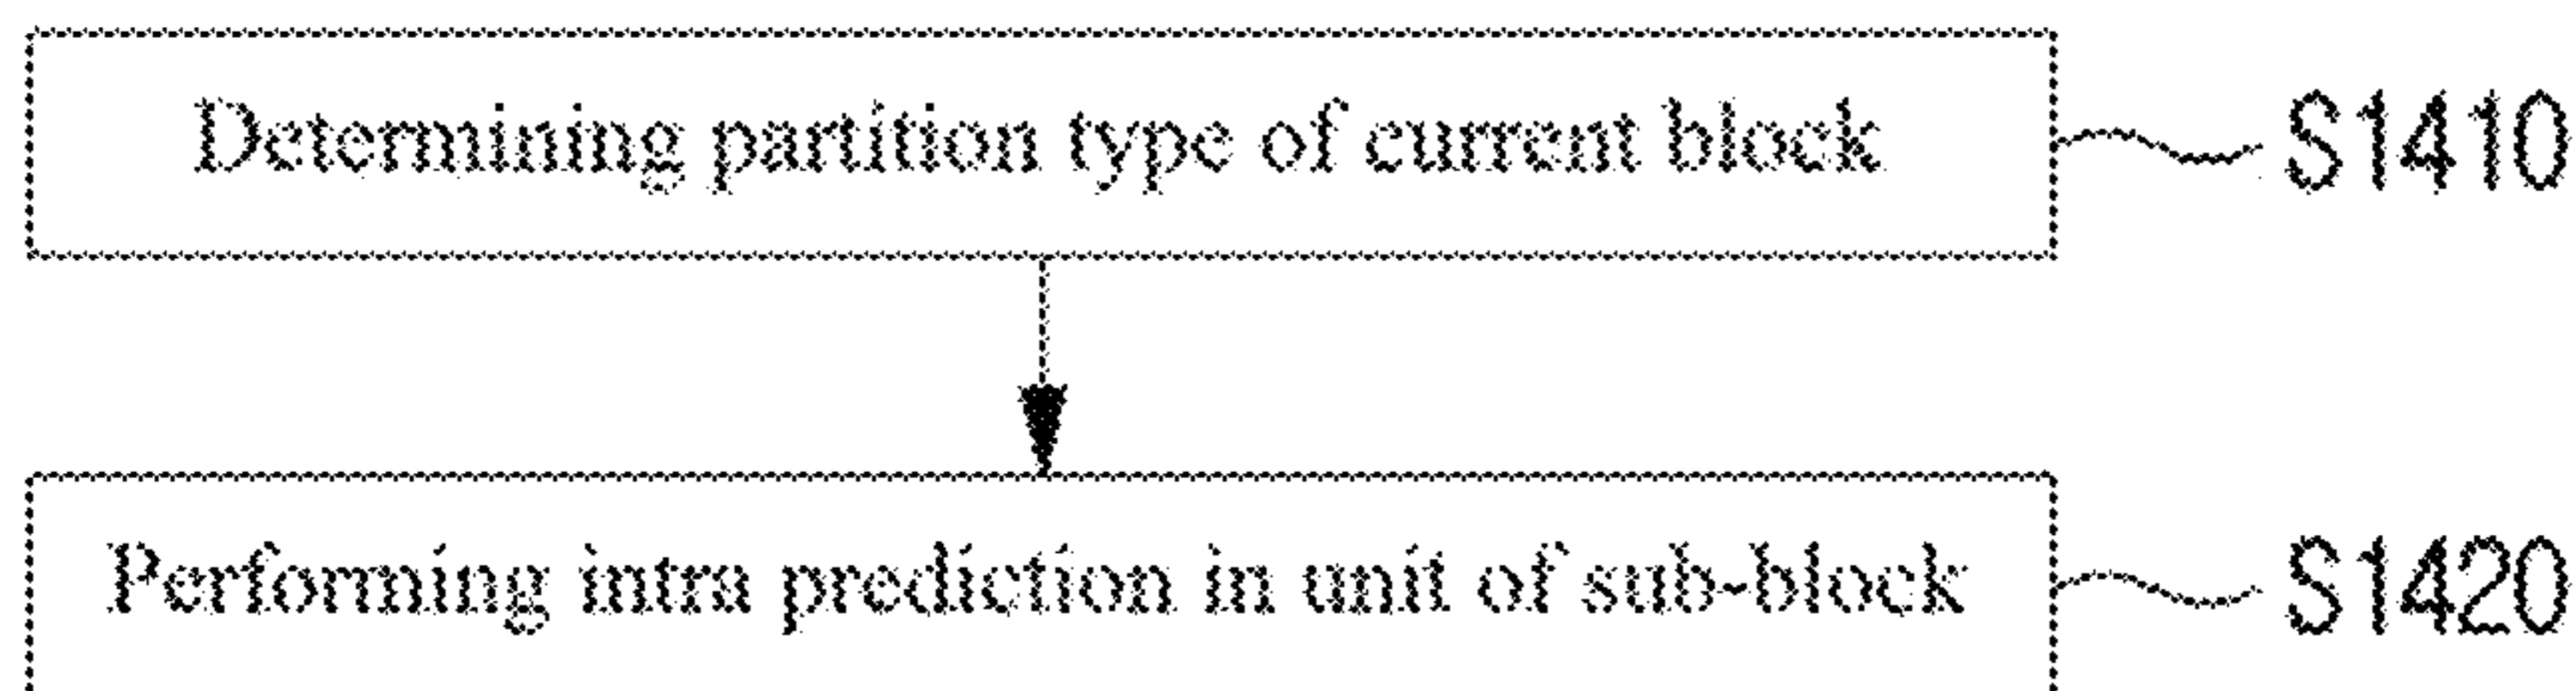 Determining partition type of current block S1410
Performing intra prediction in unit of sub-block S1420